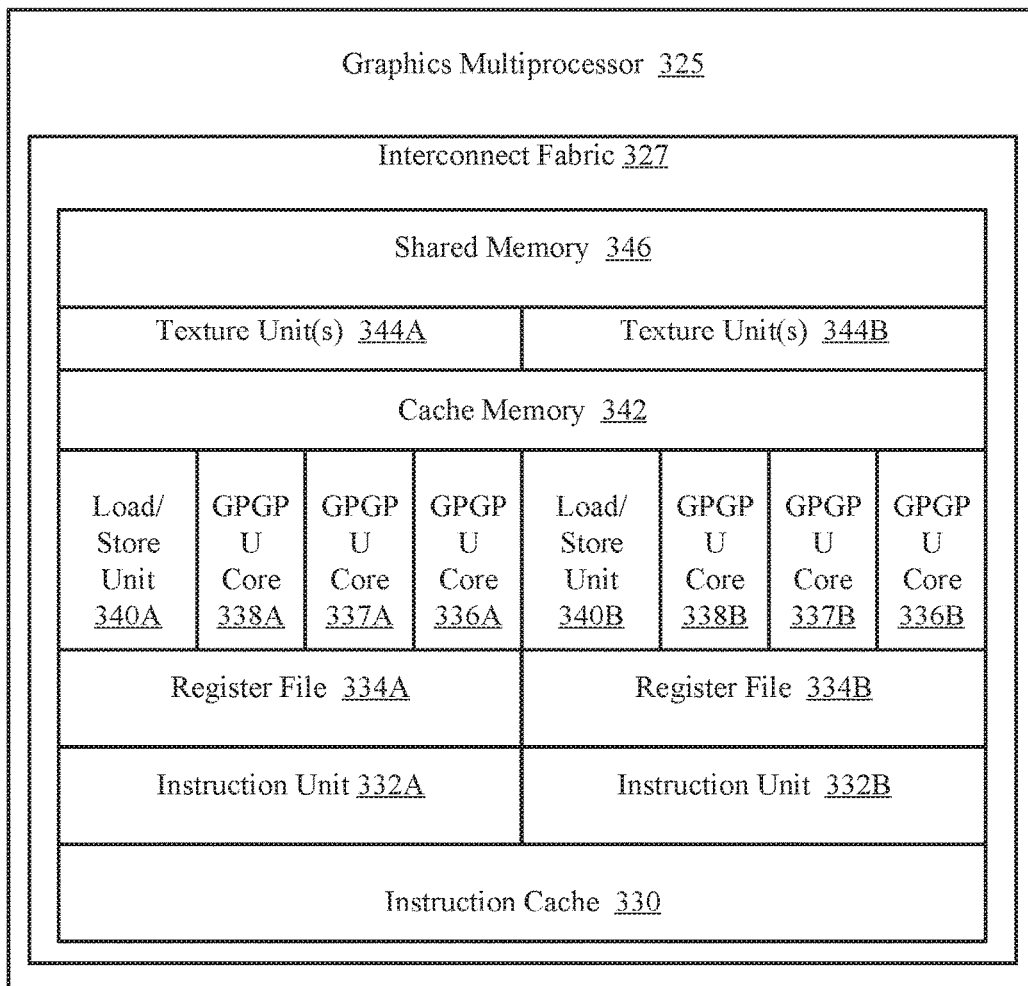 Graphics Multiprocessor 325
Interconnect Fabric 327
Shared Memory 346
Texture Unit(s) 344A
Texture Unit(s) 344B
Cache Memory 342
Load/
Store
Unit
340A
GPGP
U
Core
338A
GPGP
U
Core
337A
GPGP
U
Core
336A
Load/
Store
Unit
340B
GPGP
U
Core
338B
GPGP
U
Core
337B
GPGP
U
Core
336B
Register File 334A
Register File 334B
Instruction Unit 332A
Instruction Unit 332B
Instruction Cache 330